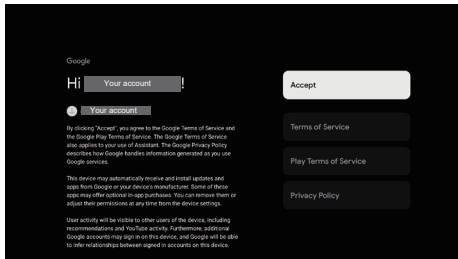 Google
Hi Your account !
Your account
By clicking "Accept", you agree to the Google Terms of Service and
the Google Play Terms of Service. The Google Terms of Service
also applies to your use of Assistant. The Google Privacy Policy
describes how Google handles information generated as you use
Google services.
This device may automatically receive and install updates and
apps from Google or your device's manufacturer. Some of these
apps may offer optional in-app purchases. You can remove them or
adjust their permissions at any time from the device settings.
User activity will be visible to other users of the device, including
recommendations and YouTube activity. Furthermore, additional
Google accounts may sign in on this device, and Google will be able
to infer relationships between signed in accounts on this device.
Accept
Terms of Service
Play Terms of Service
Privacy Policy